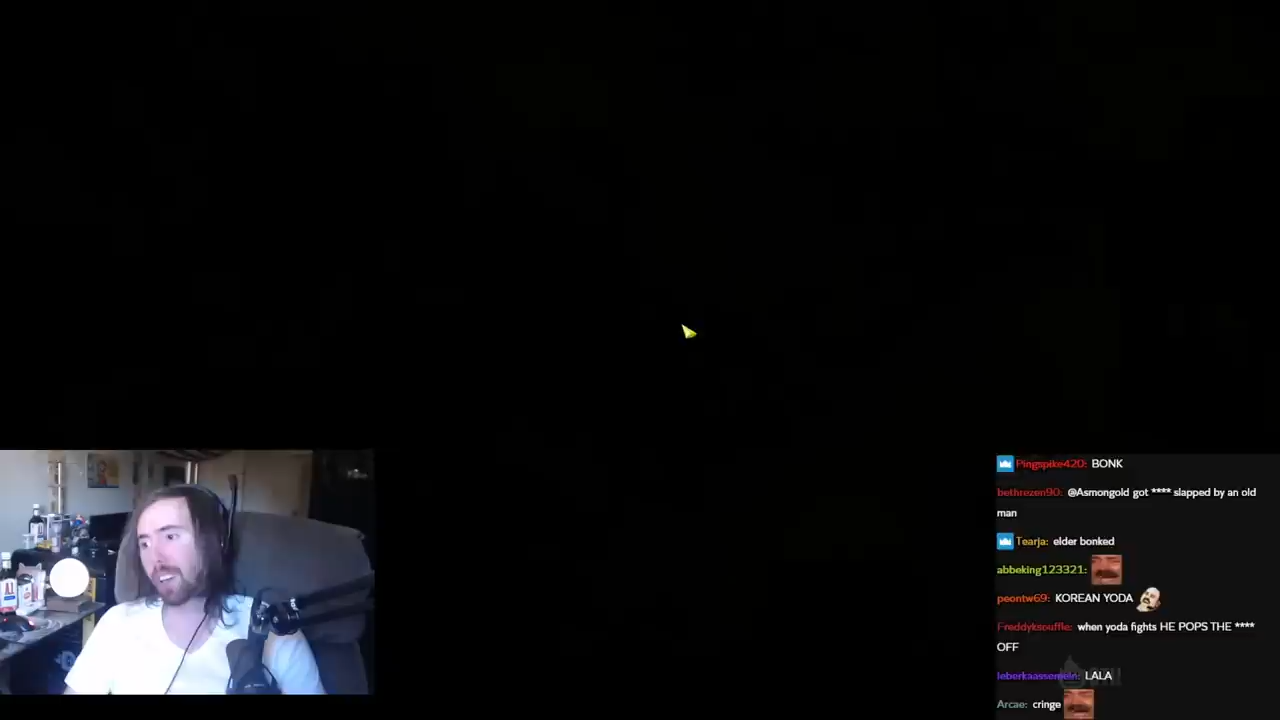 Pingspike420: BONK
bethrezen90: @Asmongold got **** slapped by an old
man
Tearja: elder bonked
abbeking123321:
peontw69: KOREAN YODA
Freddyksouffle: when yoda fights HE POPS THE ****
OFF
LALA
Arcae: cringe